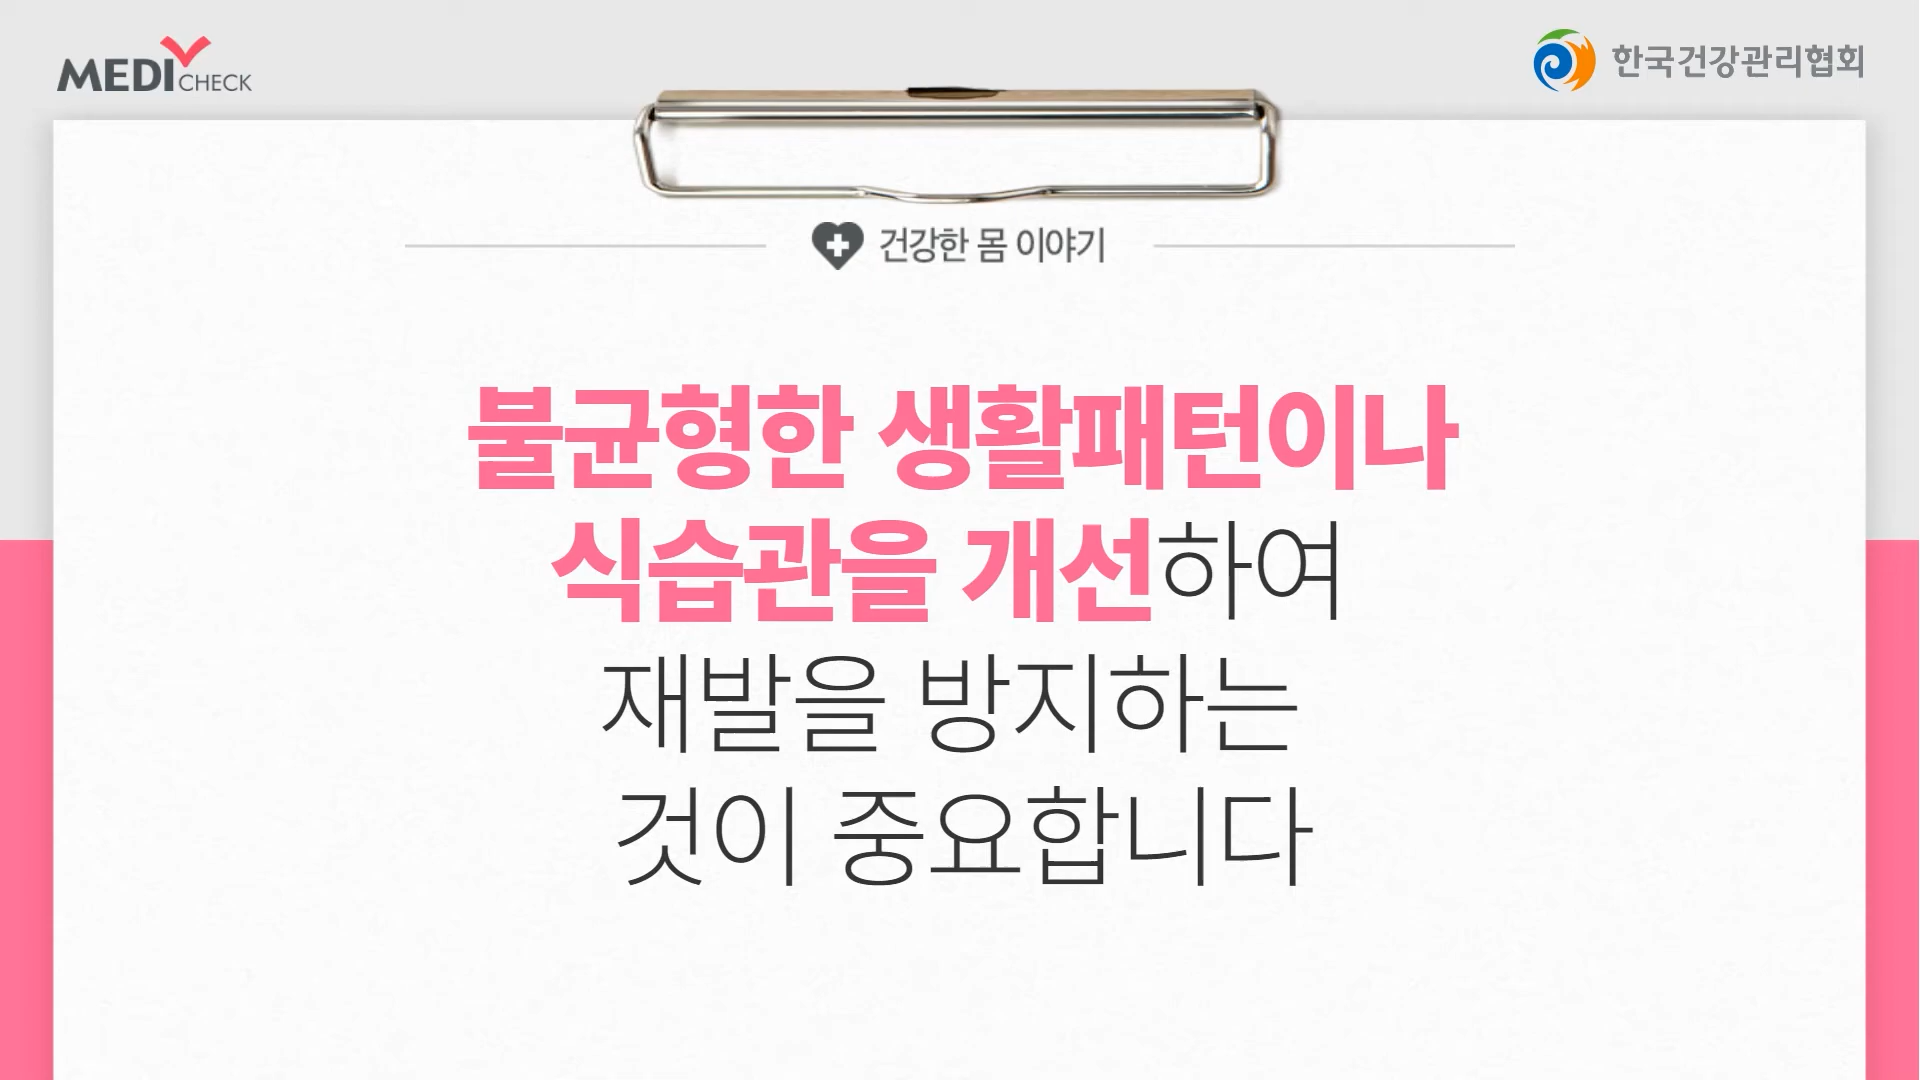 MEDI CHECK
한국건강관리협회
건강한 몸 이야기
불균형한 생활패턴이나
식습관을 개선하여
재발을 방지하는
것이 중요합니다